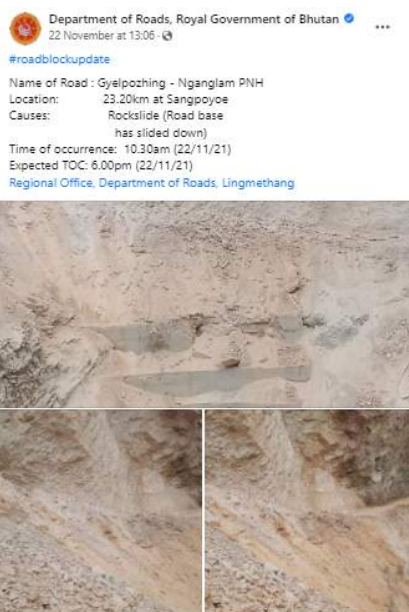 Department of Roads, Royal Government of Bhutan
22 November at 13:06 ·
#roadblockupdate
Name of Road : Gyelpozhing - Nganglam PNH
Location: 23.20km at Sangpoyoe
Causes: Rockslide (Road base
has slided down)
Time of occurrence: 10.30am (22/11/21)
Expected TOC: 6.00pm (22/11/21)
Regional Office, Department of Roads, Lingmethang